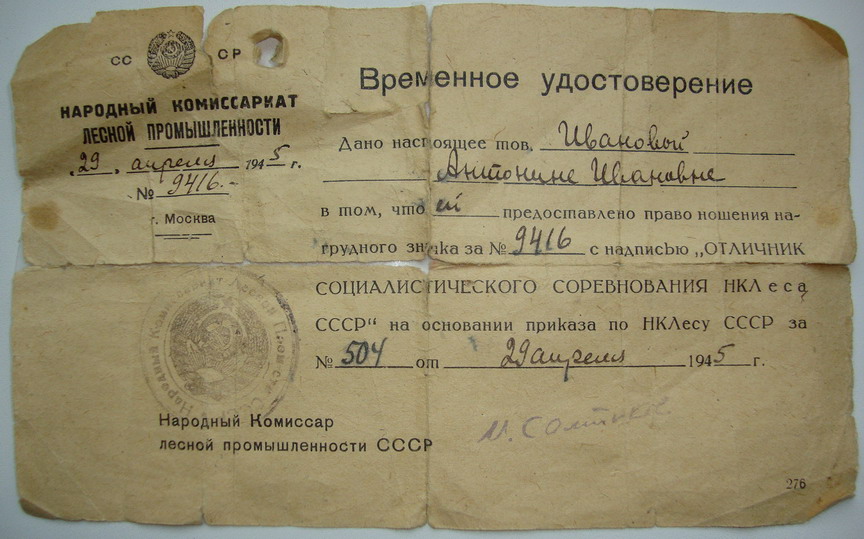 СС СР
НАРОДНЫЙ КОМИССАРКАТ
ЛЕСНОЙ ПРОМЫШЛЕННОСТИ
„29„ апреля 1945 г.
№ 9416.-
г. Москва
Временное удостоверение
Дано настоящее тов. Ивановой
Антонине Ивановне
в том, что ей предоставлено право ношения на-
грудного значка за № 9416 с надписью „ОТЛИЧНИК
СОЦИАЛИСТИЧЕСКОГО СОРЕВНОВАНИЯ НКЛеса
СССР" на основании приказа по НКЛесу СССР за
№ 504 от 29 апреля 1945 г.
Народный Комиссар
лесной промышленности СССР
276